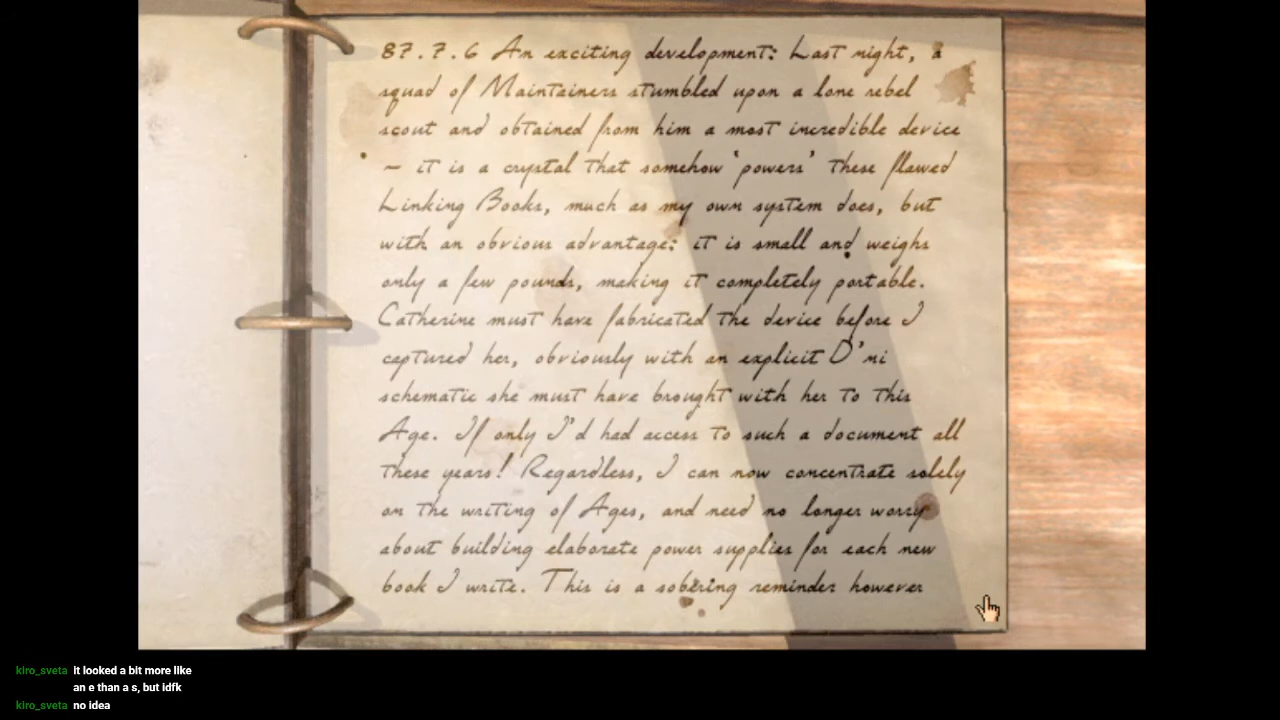 87.7.6 An exciting development: Last night, a
squad of Maintainers stumbled upon a lone rebel
scout and obtained from him a most incredible device
– it is a crystal that somehow 'powers' these flawed
Linking Books, much as my own system does, but
with an obvious advantage: it is small and weighs
only a few pounds, making it completely portable.
Catherine must have fabricated the device before I
captured her, obviously with an explicit D'ni
schematic she must have brought with her to this
Age. If only I'd had access to such a document all
these years! Regardless, I can now concentrate solely
on the writing of Ages, and need no longer worry
about building elaborate power supplies for each new
book I write. This is a sobering reminder however
kiro_sveta it looked a bit more like
an e than a s, but idfk
kiro_sveta no idea